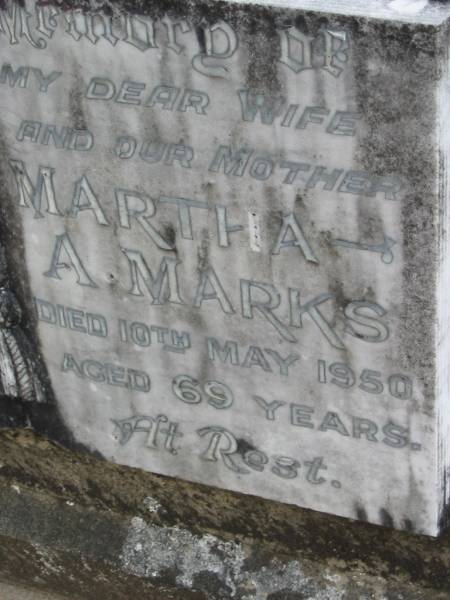 Memory of
MY DEAR WIFE
AND OUR MOTHER
MARTHA
A. MARKS
DIED 10TH MAY 1950
AGED 69 YEARS.
At Rest.